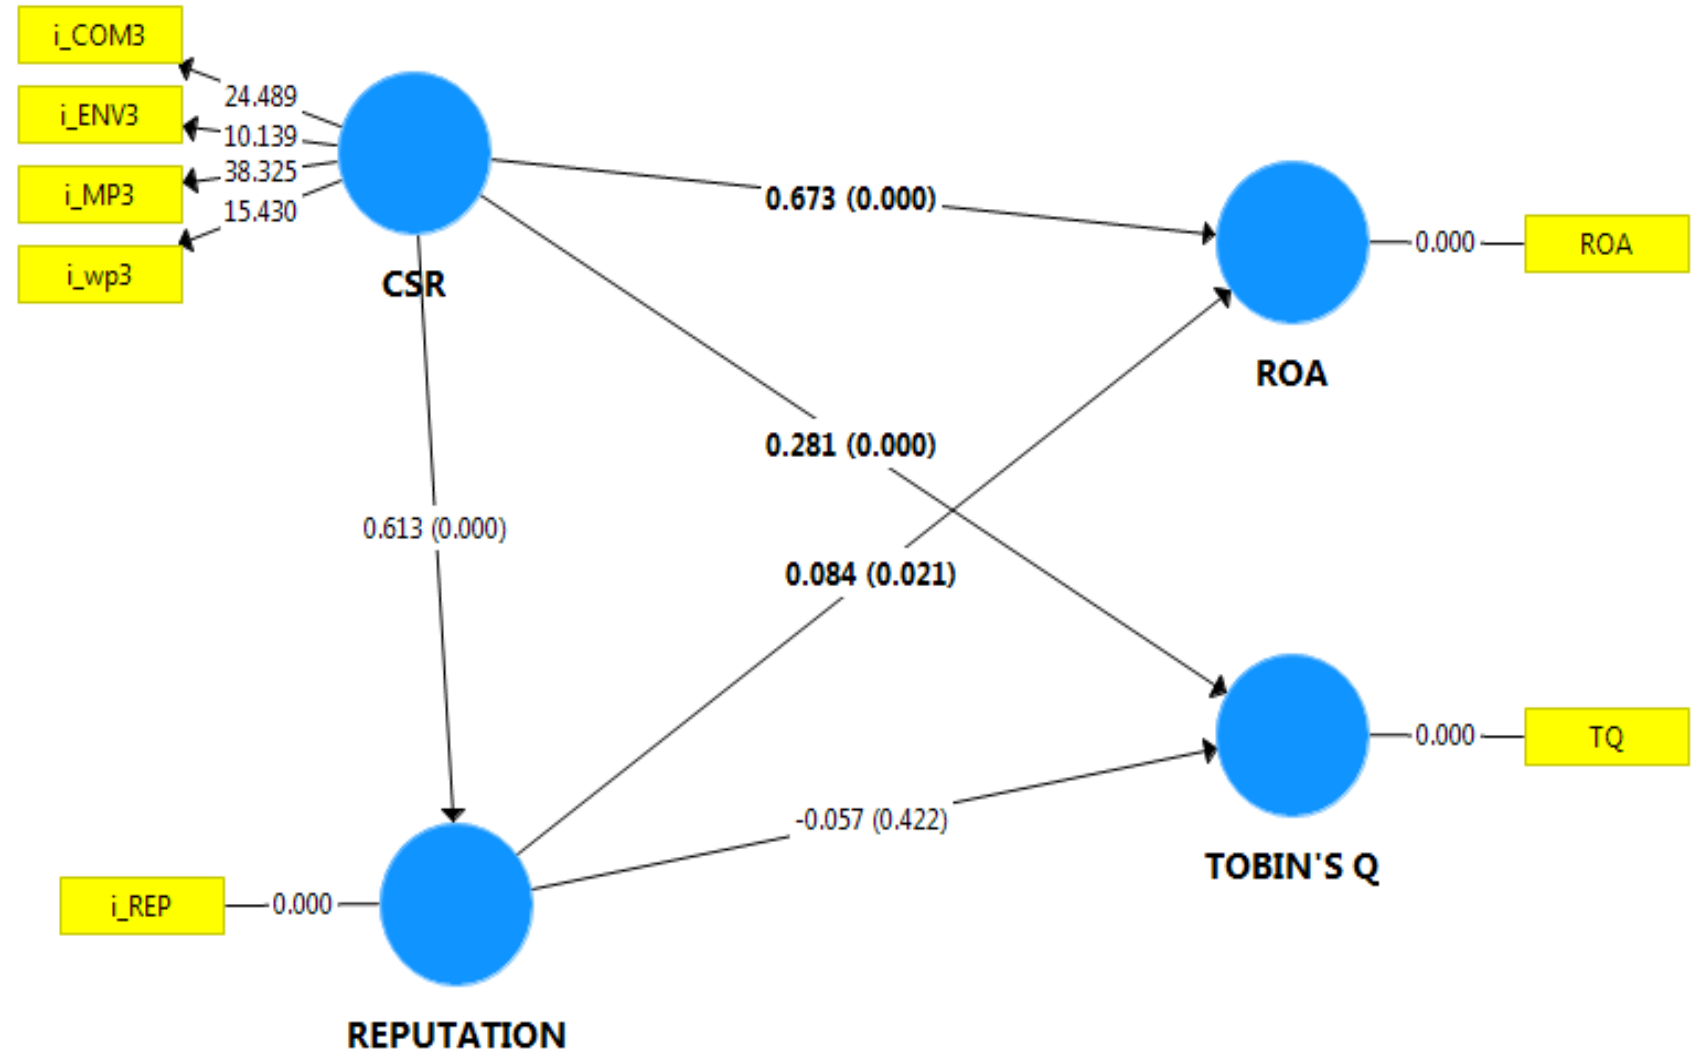 i_COM3
24.489
i_ENV3
10.139
38.325
i_MP3
15.430
i_wp3
CSR
0.673 (0.000)
0.000
ROA
ROA
0.281 (0.000)
0.613 (0.000)
0.084 (0.021)
0.000
TQ
-0.057 (0.422)
TOBIN'S Q
i_REP
0.000
REPUTATION